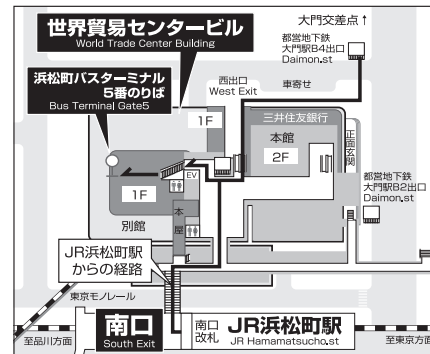 大門交差点↑
世界貿易センタービル
World Trade Center Building
都営地下鉄
大門駅B4出口
Daimon.st
浜松町バスターミナル
5番のりば
Bus Terminal Gate5
西出口
West Exit
車寄せ
1F
三井住友銀行
本館
2F
正面玄関
EV
1F
別館
本屋
都営地下鉄
大門駅B2出口
Daimon.st
JR浜松町駅
からの経路
東京モノレール
南口
South Exit
南口
改札
JR浜松町駅
JR Hamamatsucho.st
至品川方面
至東京方面